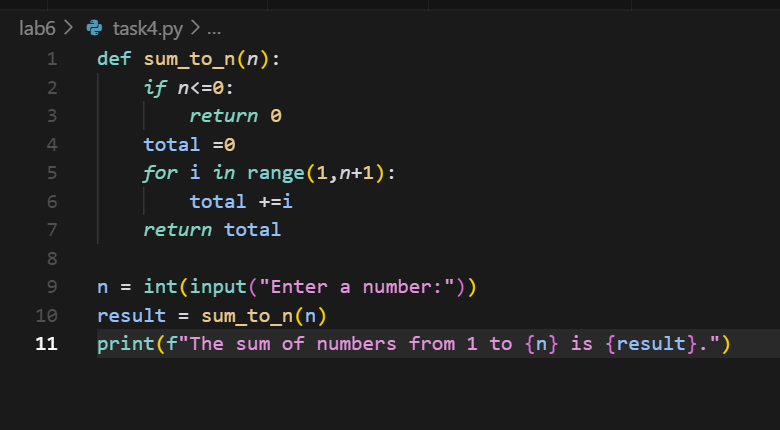 lab6 > task4.py > ...
1 def sum_to_n(n):
2     if n<=0:
3         return 0
4     total =0
5     for i in range(1,n+1):
6         total +=i
7     return total
8
9 n = int(input("Enter a number:"))
10 result = sum_to_n(n)
11 print(f"The sum of numbers from 1 to {n} is {result}.")